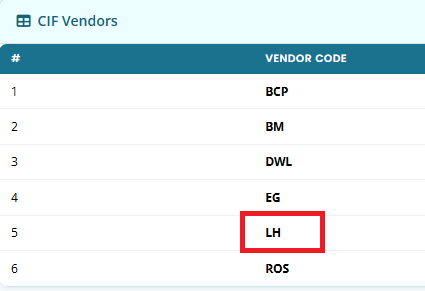 CIF Vendors
# VENDOR CODE
1 BCP
2 BM
3 DWL
4 EG
5 LH
6 ROS